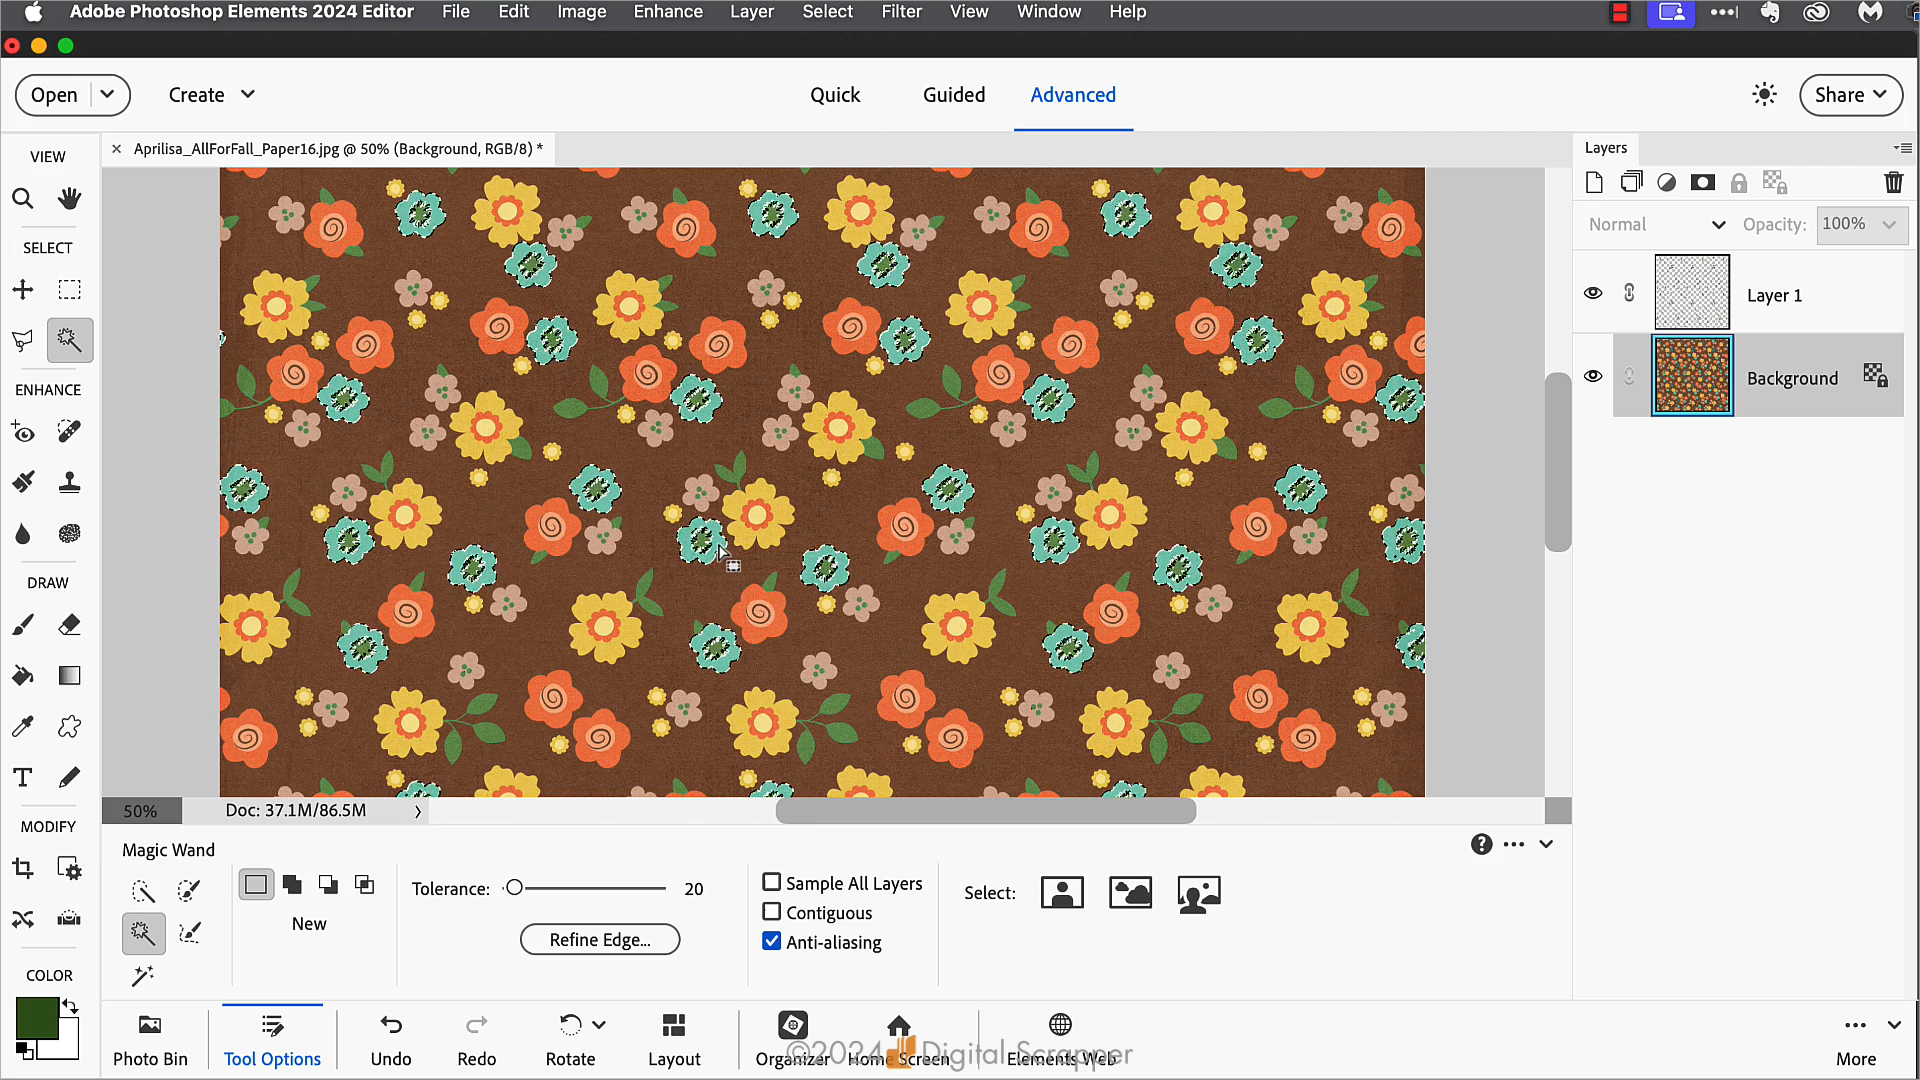 Adobe Photoshop Elements 2024 Editor File Edit Image Enhance Layer Select Filter View Window Help
Open Create Quick Guided Advanced Share
VIEW
Aprilisa_AllForFall_Paper16.jpg @ 50% (Background, RGB/8) *
Layers
Normal Opacity: 100%
SELECT
Layer 1
Background
ENHANCE
DRAW
MODIFY
50% Doc: 37.1M/86.5M
Magic Wand
Tolerance: 20
Sample All Layers
Select:
Contiguous
New
Refine Edge...
Anti-aliasing
COLOR
Photo Bin Tool Options Undo Redo Rotate Layout Organizer Home Screen Elements Web More
©2024 Digital Scrapper